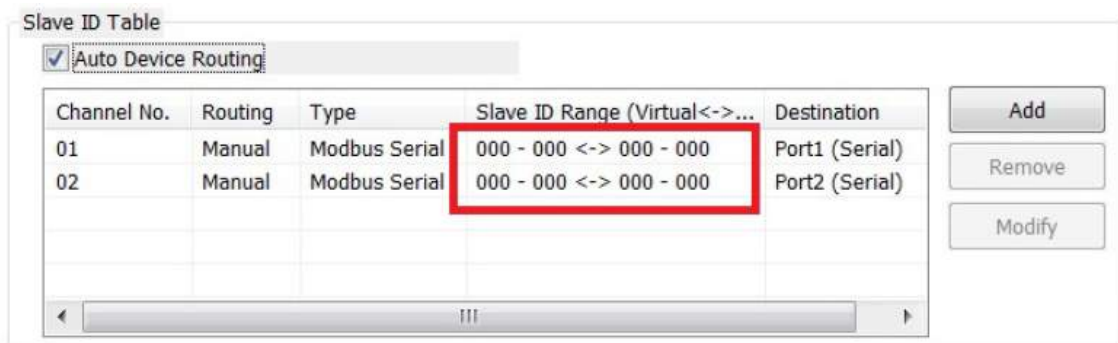 Slave ID Table
Auto Device Routing
Channel No. Routing Type Slave ID Range (Virtual<->... Destination
01 Manual Modbus Serial 000 - 000 <-> 000 - 000 Port1 (Serial)
02 Manual Modbus Serial 000 - 000 <-> 000 - 000 Port2 (Serial)
Add
Remove
Modify